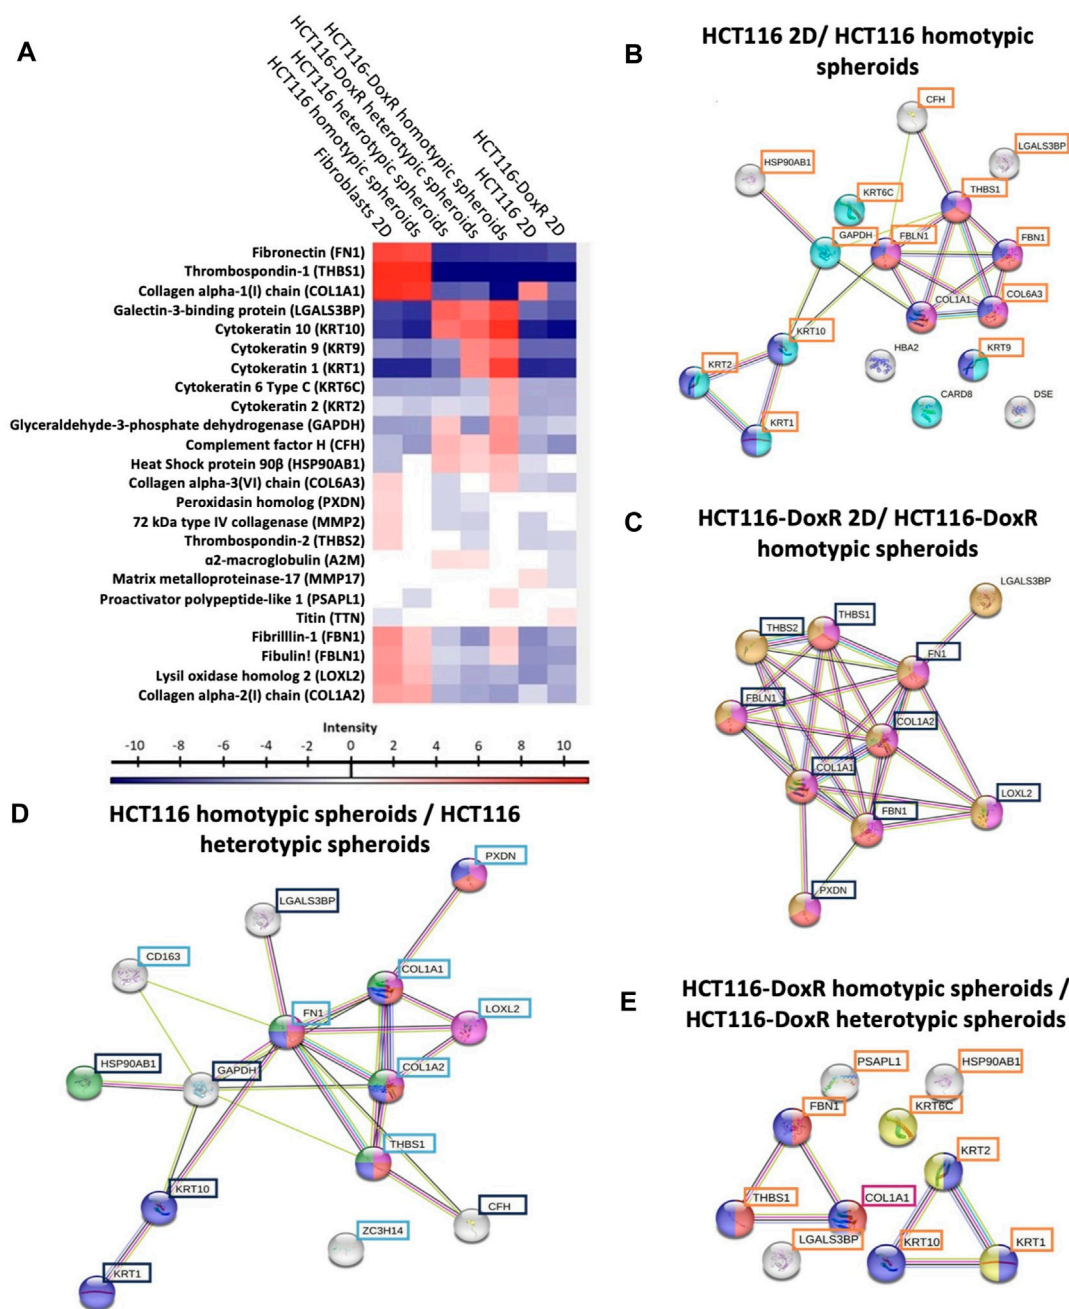 A
HCT116-DoxR homotypic spheroids
HCT116-DoxR heterotypic spheroids
HCT116 heterotypic spheroids
HCT116 homotypic spheroids
Fibroblasts 2D
HCT116-DoxR 2D
HCT116 2D
Fibronectin (FN1)
Thrombospondin-1 (THBS1)
Collagen alpha-1(I) chain (COL1A1)
Galectin-3-binding protein (LGALS3BP)
Cytokeratin 10 (KRT10)
Cytokeratin 9 (KRT9)
Cytokeratin 1 (KRT1)
Cytokeratin 6 Type C (KRT6C)
Cytokeratin 2 (KRT2)
Glyceraldehyde-3-phosphate dehydrogenase (GAPDH)
Complement factor H (CFH)
Heat Shock protein 90β (HSP90AB1)
Collagen alpha-3(VI) chain (COL6A3)
Peroxidasin homolog (PXDN)
72 kDa type IV collagenase (MMP2)
Thrombospondin-2 (THBS2)
α2-macroglobulin (A2M)
Matrix metalloproteinase-17 (MMP17)
Proactivator polypeptide-like 1 (PSAPL1)
Titin (TTN)
Fibrilllin-1 (FBN1)
Fibulin! (FBLN1)
Lysil oxidase homolog 2 (LOXL2)
Collagen alpha-2(I) chain (COL1A2)
Intensity
-10 -8 -6 -4 -2 0 2 4 6 8 10
B
HCT116 2D/ HCT116 homotypic
spheroids
CFH
LGALS3BP
HSP90AB1
KRT6C
THBS1
GAPDH
FBLN1
FBN1
COL1A1
COL6A3
KRT10
HBA2
KRT9
KRT2
CARD8
DSE
KRT1
C
HCT116-DoxR 2D/ HCT116-DoxR
homotypic spheroids
LGALS3BP
THBS1
THBS2
FN1
FBLN1
COL1A2
COL1A1
LOXL2
FBN1
PXDN
D
HCT116 homotypic spheroids / HCT116
heterotypic spheroids
PXDN
LGALS3BP
CD163
COL1A1
FN1
LOXL2
HSP90AB1
GAPDH
COL1A2
THBS1
KRT10
CFH
ZC3H14
KRT1
E
HCT116-DoxR homotypic spheroids /
HCT116-DoxR heterotypic spheroids
PSAPL1
HSP90AB1
FBN1
KRT6C
KRT2
THBS1
COL1A1
LGALS3BP
KRT10
KRT1